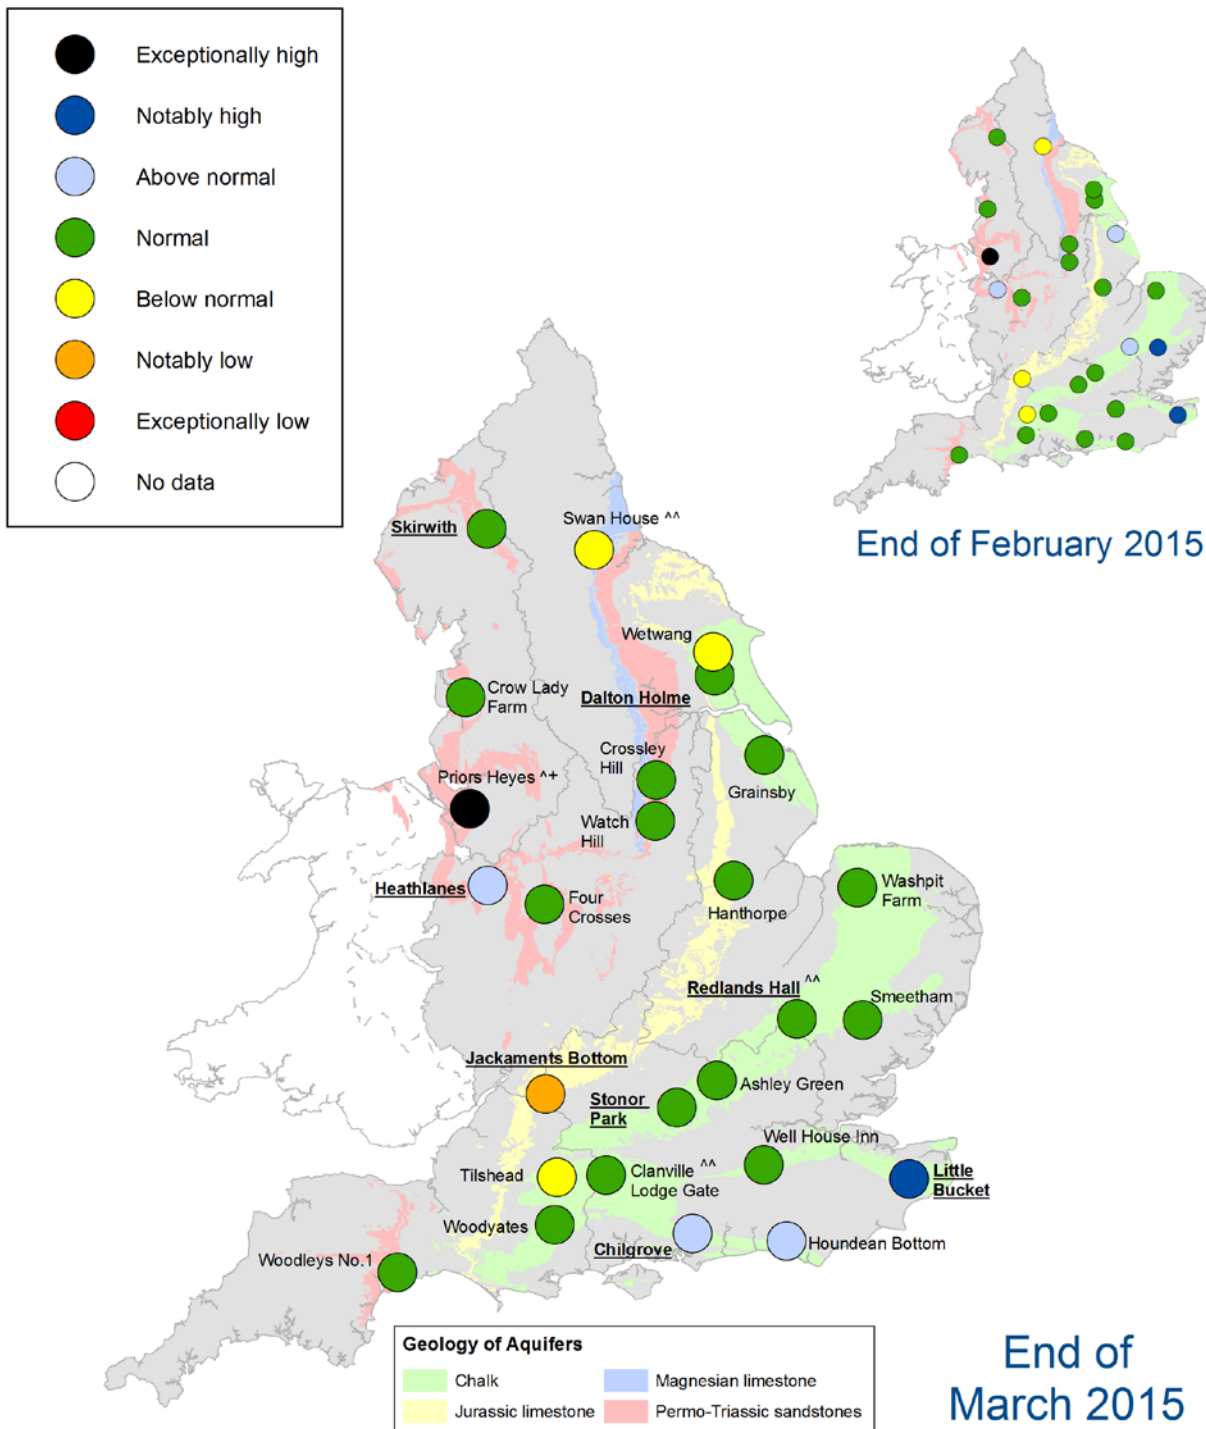 Exceptionally high
Notably high
Above normal
Normal
Below normal
Notably low
Exceptionally low
No data
End of February 2015
Swan House ^^
Skirwith
Wetwang
Dalton Holme
Crow Lady
Farm
Crossley
Hill
Priors Heyes ^+
Grainsby
Watch
Hill
Heathlanes
Four
Crosses
Hanthorpe
Washpit
Farm
Redlands Hall ^^
Smeetham
Jackaments Bottom
Ashley Green
Stonor
Park
Well House Inn
Tilshead
Clanville ^^
Lodge Gate
Little
Bucket
Woodyates
Chilgrove
Houndean Bottom
Woodleys No.1
Geology of Aquifers
Chalk
Magnesian limestone
Jurassic limestone
Permo-Triassic sandstones
End of
March 2015